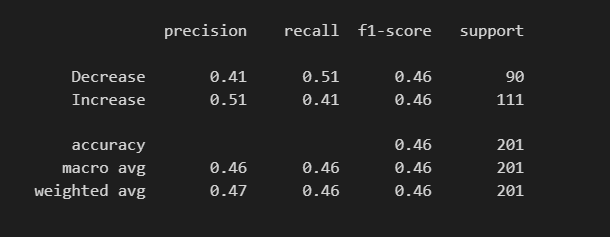 precision recall f1-score support
Decrease 0.41 0.51 0.46 90
Increase 0.51 0.41 0.46 111
accuracy 0.46 201
macro avg 0.46 0.46 0.46 201
weighted avg 0.47 0.46 0.46 201